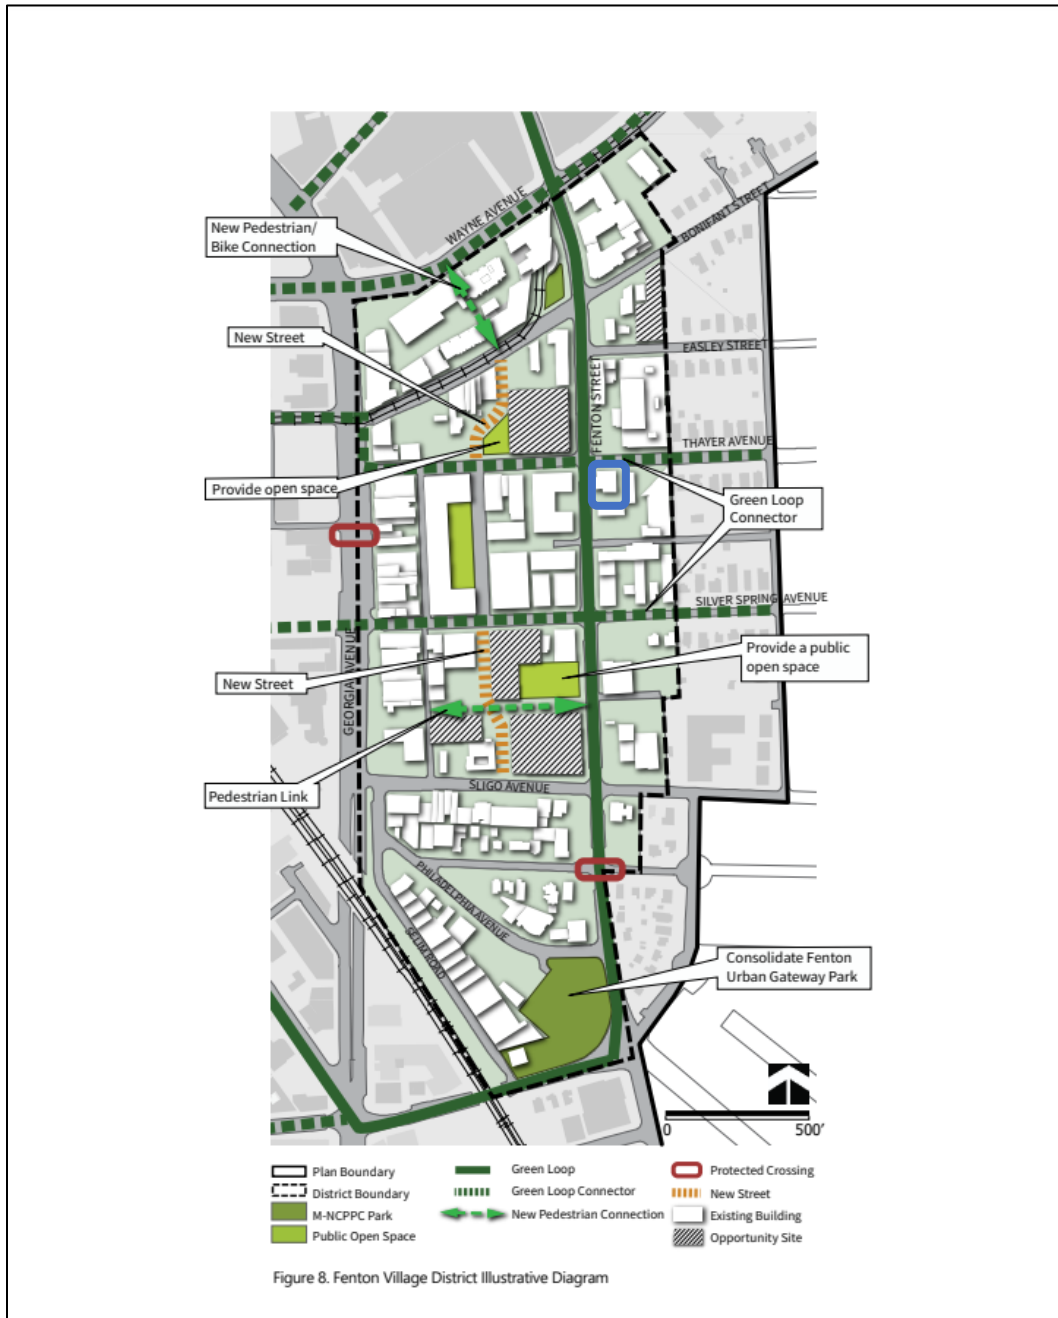 WAYNE AVENUE
New Pedestrian/
Bike Connection
BONIFANT STREET
New Street
EASLEY STREET
FENTON STREET
THAYER AVENUE
Provide open space
Green Loop
Connector
SILVER SPRING AVENUE
GEORGIA AVENUE
Provide a public
open space
New Street
Pedestrian Link
SLIGO AVENUE
PHILADELPHIA AVENUE
SELIM ROAD
Consolidate Fenton
Urban Gateway Park
0
500'
Plan Boundary
District Boundary
M-NCPPC Park
Public Open Space
Green Loop
Green Loop Connector
New Pedestrian Connection
Protected Crossing
New Street
Existing Building
Opportunity Site
Figure 8. Fenton Village District Illustrative Diagram